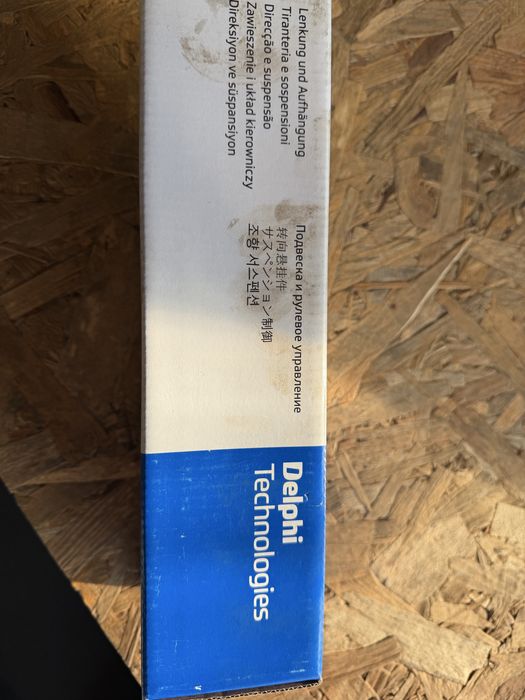 Lenkung und Aufhängung
Tiranteria e sospensioni
Direcção e suspensão
Zawieszenie i układ kierowniczy
Direksiyon ve süspansiyon
Подвеска и рулевое управление
转向悬挂件
サスペンション制御
조향 서스펜션
Delphi
Technologies